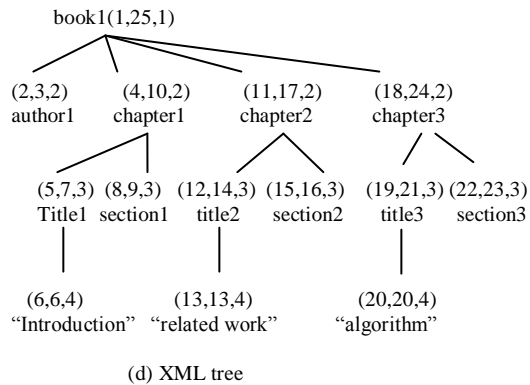 book1(1,25,1)
(2,3,2) (4,10,2) (11,17,2) (18,24,2)
author1 chapter1 chapter2 chapter3
(5,7,3) (8,9,3) (12,14,3) (15,16,3) (19,21,3) (22,23,3)
Title1 section1 title2 section2 title3 section3
(6,6,4) (13,13,4) (20,20,4)
“Introduction” “related work” “algorithm”
(d) XML tree